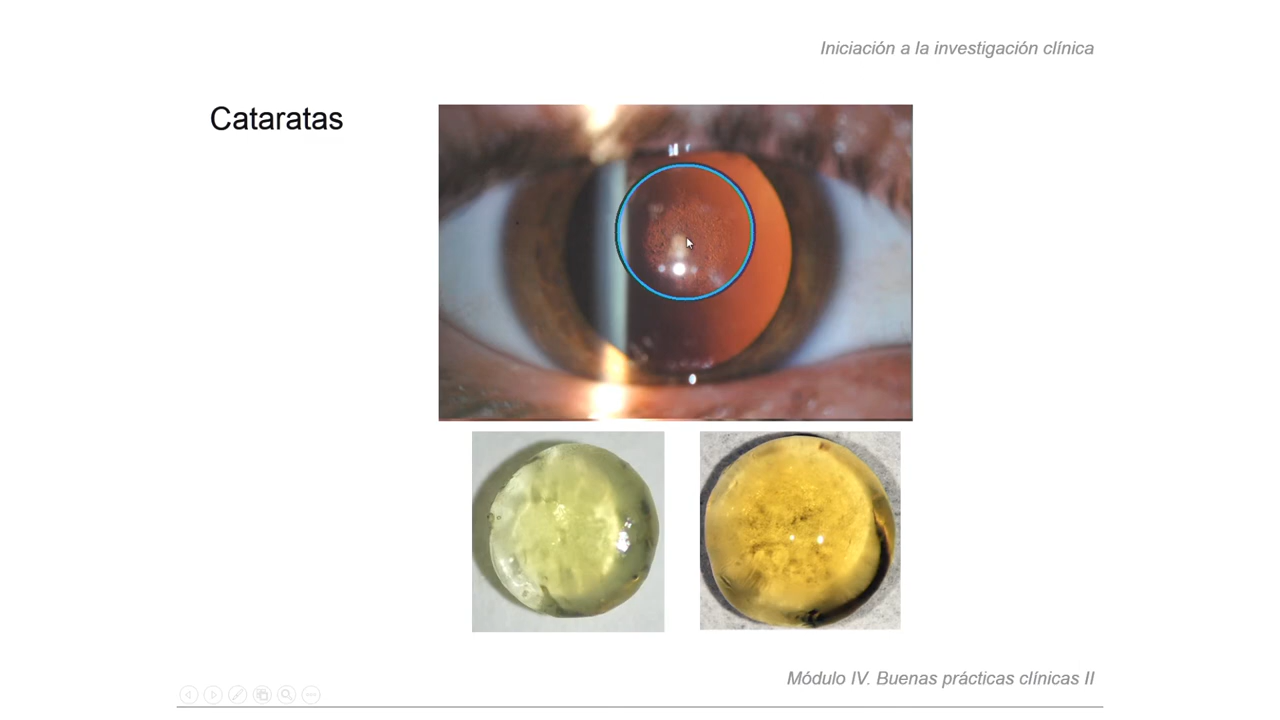 Iniciación a la investigación clínica
Cataratas
Módulo IV. Buenas prácticas clínicas II